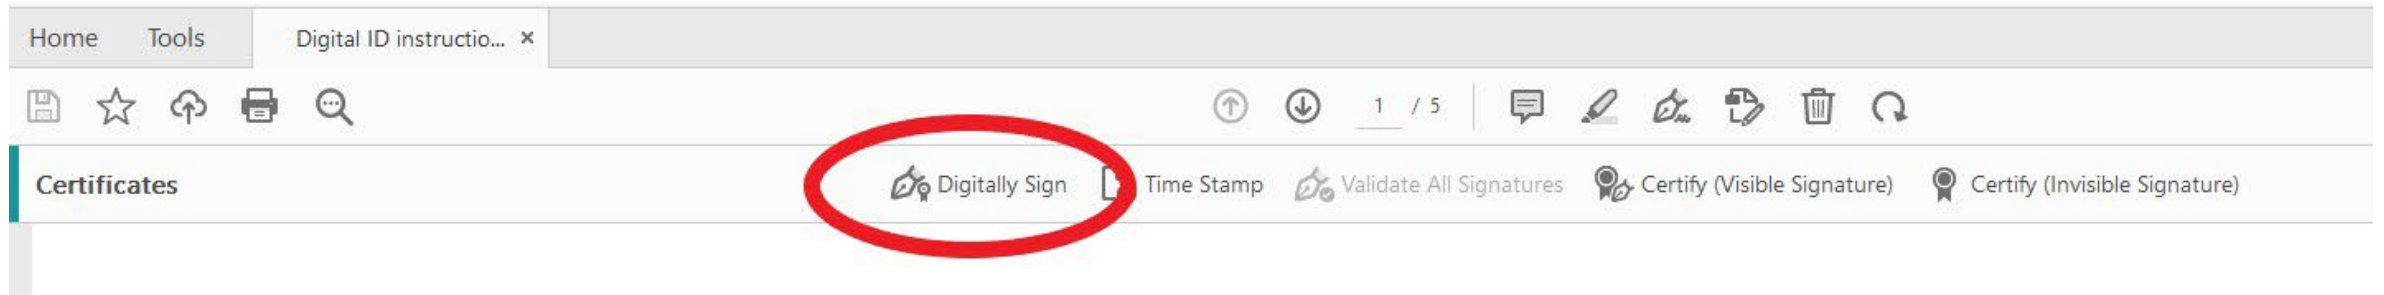 Home Tools Digital ID instructio... ×
1 / 5
Certificates Digitally Sign Time Stamp Validate All Signatures Certify (Visible Signature) Certify (Invisible Signature)